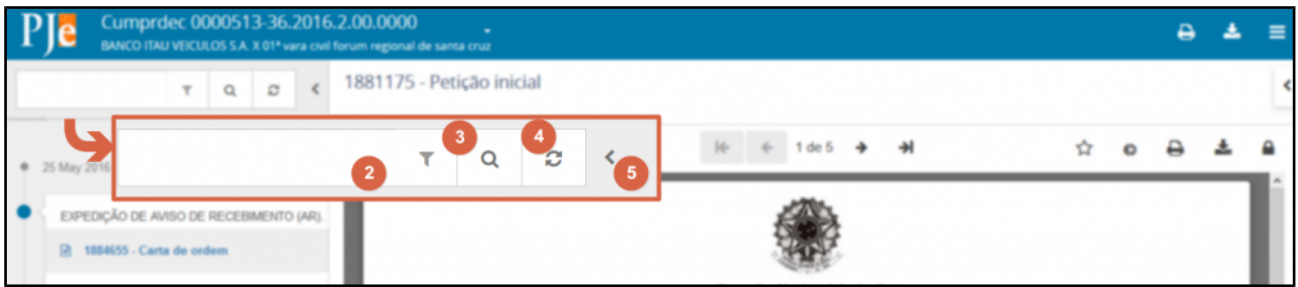 PJe
Cumprdec 0000513-36.2016.2.00.0000
BANCO ITAU VEICULOS S.A. X 01ª vara civil forum regional de santa cruz
1881175 - Petição inicial
3 4
2 5
1 de 5
25 May 2016
EXPEDIÇÃO DE AVISO DE RECEBIMENTO (AR).
1884655 - Carta de ordem